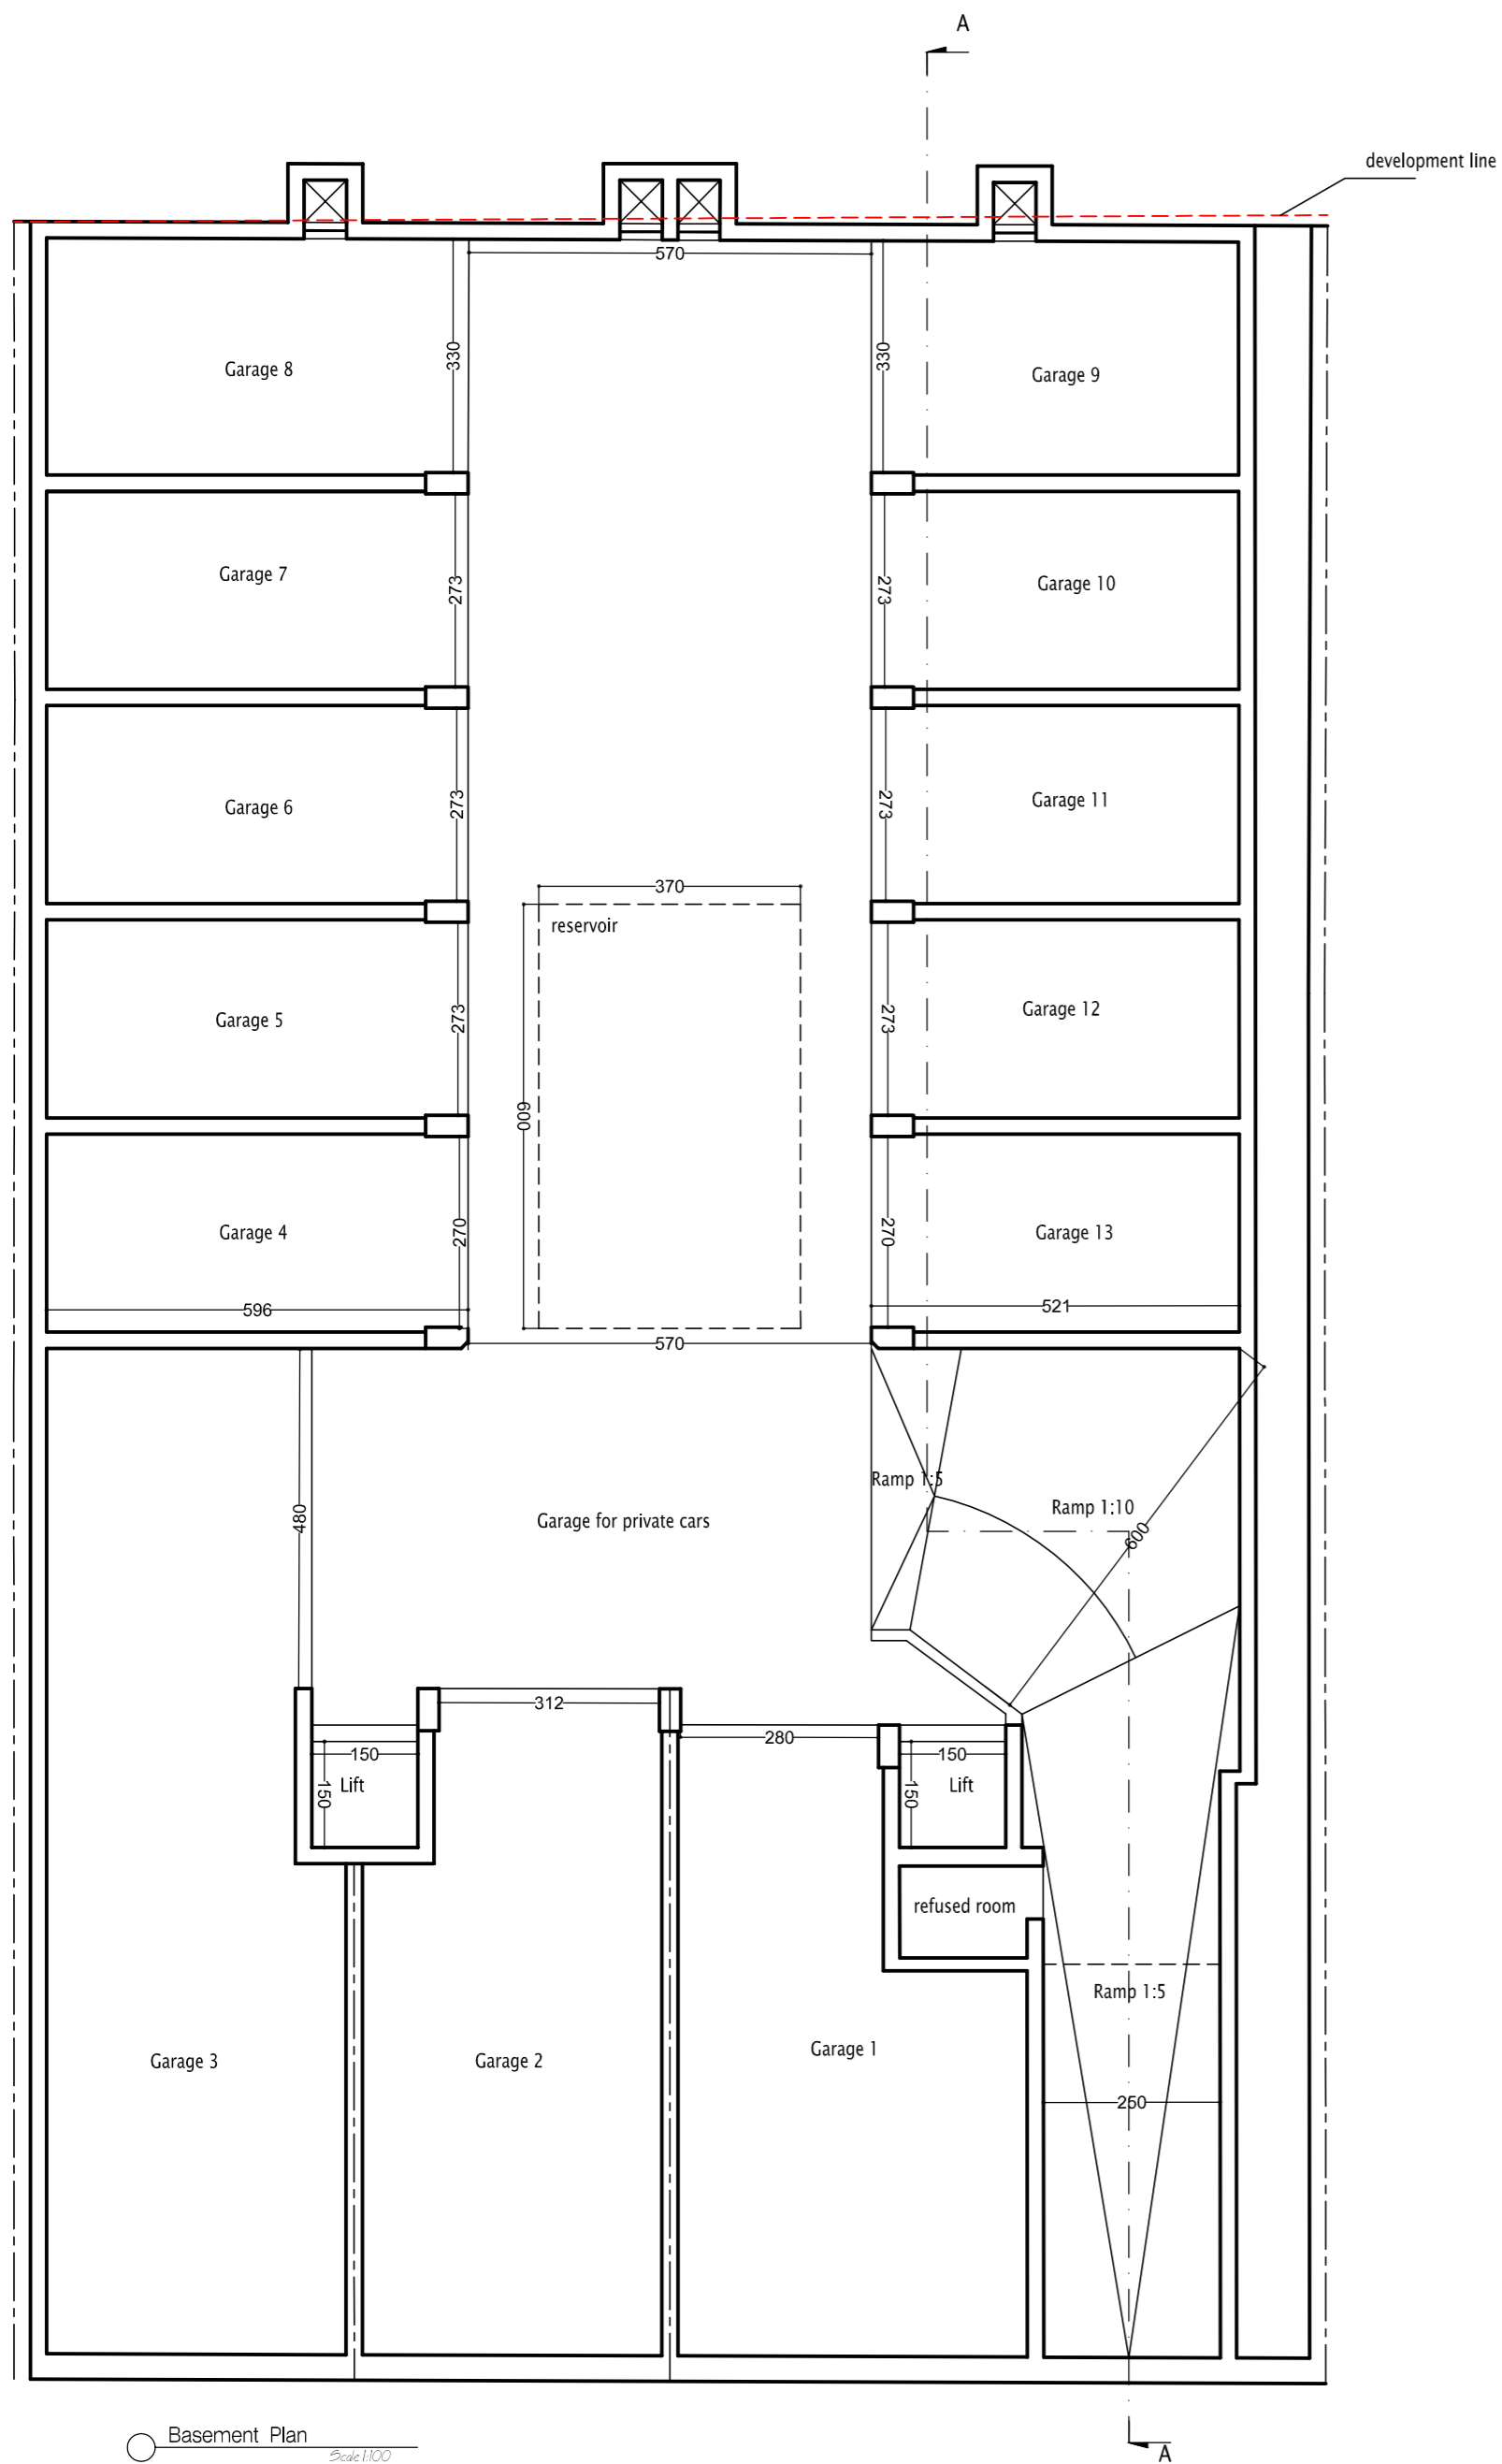 A
development line
570
330
330
Garage 8
Garage 9
273
273
Garage 7
Garage 10
273
273
Garage 6
Garage 11
370
reservoir
273
273
Garage 5
Garage 12
600
270
270
Garage 4
Garage 13
596
521
570
480
Ramp 1:5
Ramp 1:10
600
Garage for private cars
312
280
150
150
150
Lift
150
Lift
refused room
Ramp 1:5
Garage 3
Garage 2
Garage 1
250
Basement Plan
Scale 1:100
A